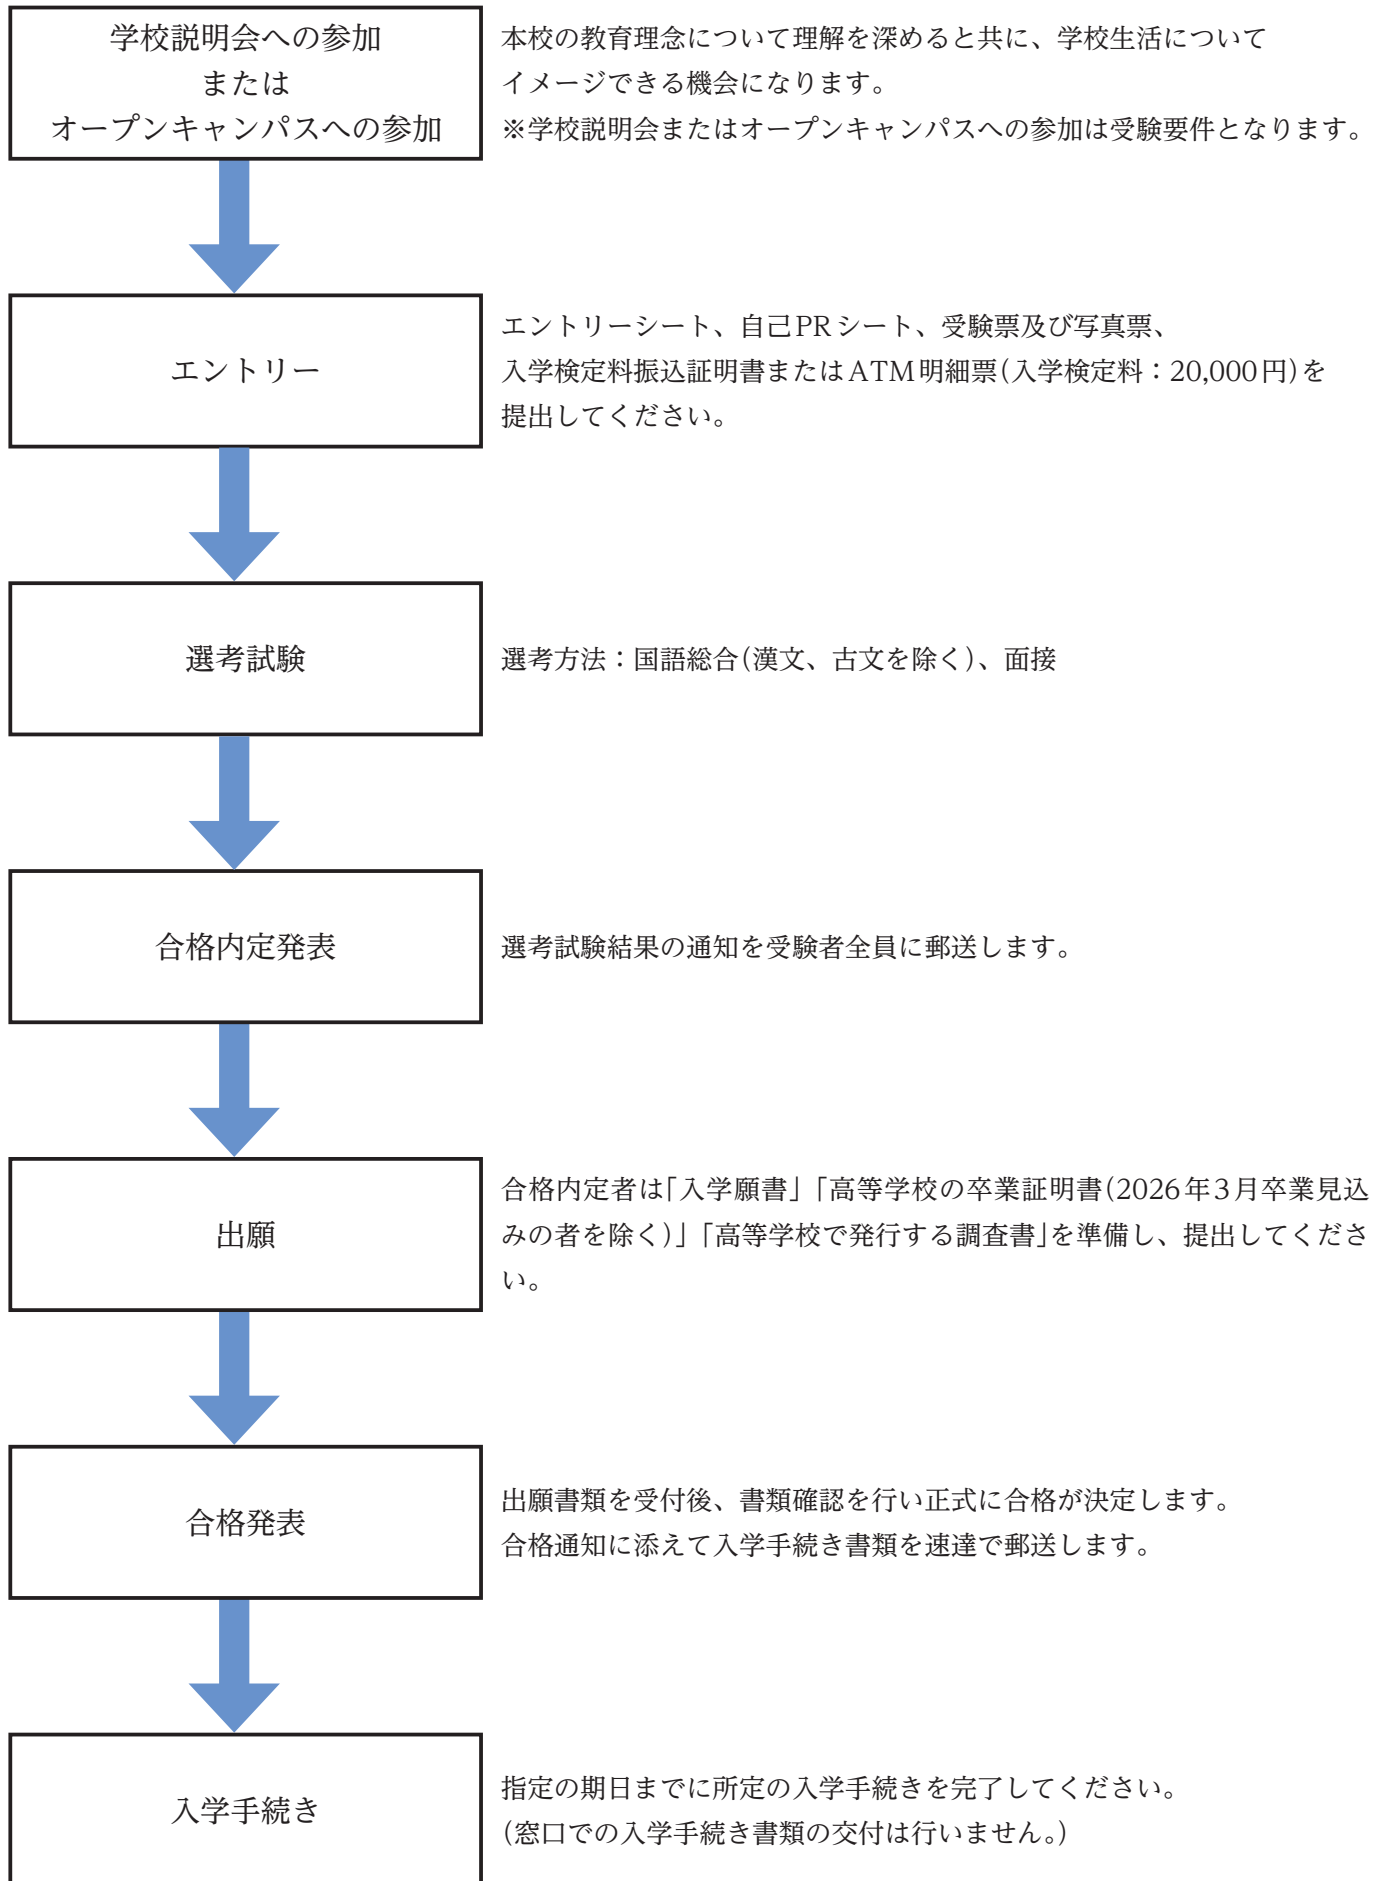 学校説明会への参加
または
オープンキャンパスへの参加
本校の教育理念について理解を深めると共に、学校生活について
イメージできる機会になります。
※学校説明会またはオープンキャンパスへの参加は受験要件となります。
エントリー
エントリーシート、自己PRシート、受験票及び写真票、
入学検定料振込証明書またはATM明細票(入学検定料：20,000円)を
提出してください。
選考試験
選考方法：国語総合(漢文、古文を除く)、面接
合格内定発表
選考試験結果の通知を受験者全員に郵送します。
出願
合格内定者は「入学願書」「高等学校の卒業証明書(2026年3月卒業見込
みの者を除く)」「高等学校で発行する調査書」を準備し、提出してくださ
い。
合格発表
出願書類を受付後、書類確認を行い正式に合格が決定します。
合格通知に添えて入学手続き書類を速達で郵送します。
入学手続き
指定の期日までに所定の入学手続きを完了してください。
(窓口での入学手続き書類の交付は行いません。)